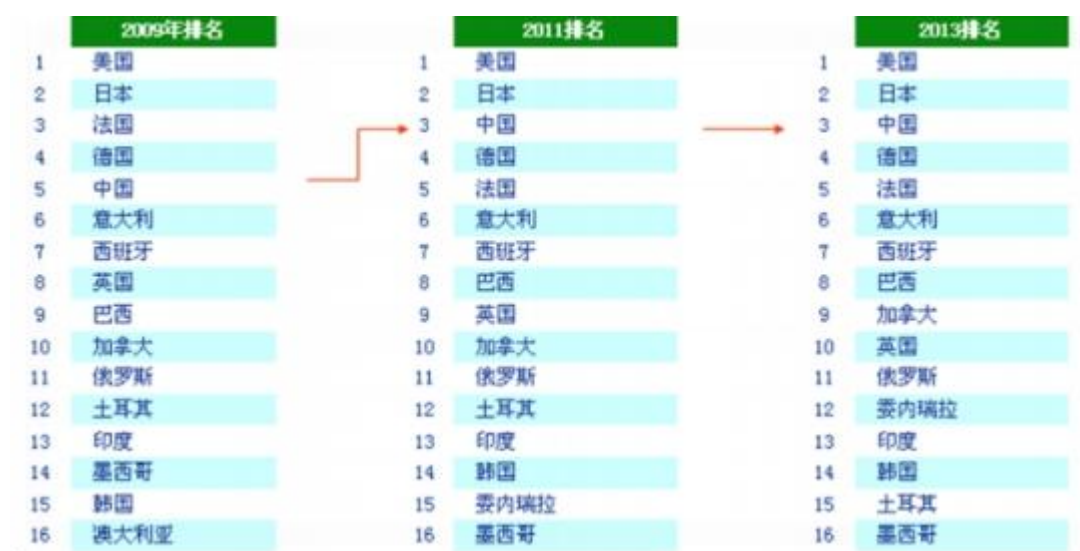 2009年排名 2011排名 2013排名
1 美国 1 美国 1 美国
2 日本 2 日本 2 日本
3 法国 3 中国 3 中国
4 德国 4 德国 4 德国
5 中国 5 法国 5 法国
6 意大利 6 意大利 6 意大利
7 西班牙 7 西班牙 7 西班牙
8 英国 8 巴西 8 巴西
9 巴西 9 英国 9 加拿大
10 加拿大 10 加拿大 10 英国
11 俄罗斯 11 俄罗斯 11 俄罗斯
12 土耳其 12 土耳其 12 委内瑞拉
13 印度 13 印度 13 印度
14 墨西哥 14 韩国 14 韩国
15 韩国 15 委内瑞拉 15 土耳其
16 澳大利亚 16 墨西哥 16 墨西哥